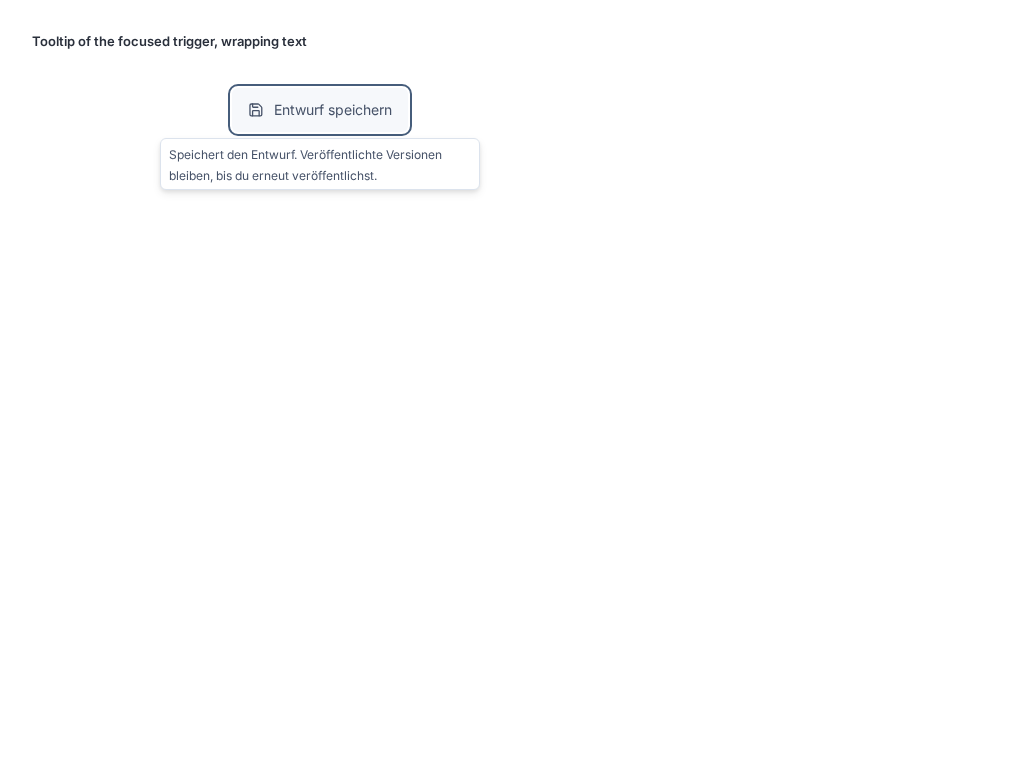 Tooltip of the focused trigger, wrapping text
Entwurf speichern
Speichert den Entwurf. Veröffentlichte Versionen
bleiben, bis du erneut veröffentlichst.